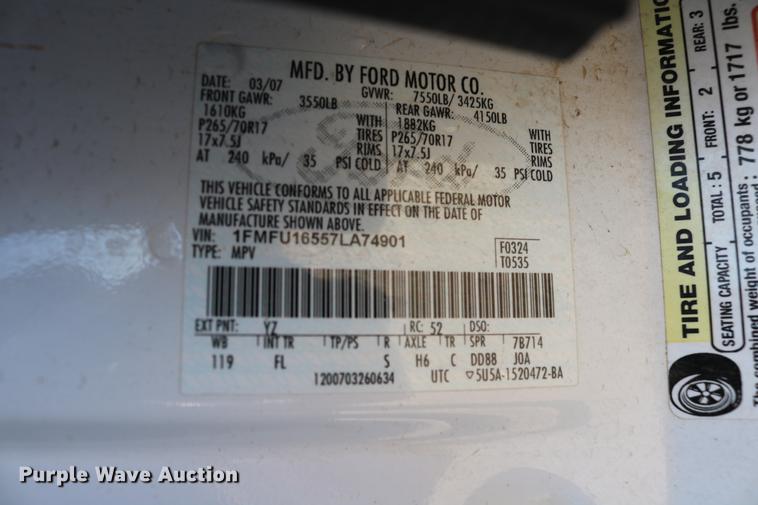 MFD. BY FORD MOTOR CO.
DATE: 03/07 GVWR: 7550LB/ 3425KG
FRONT GAWR: 3550LB REAR GAWR: 4150LB
1610KG WITH 1882KG WITH
P265/70R17 TIRES P265/70R17 TIRES
17x7.5J RIMS 17x7.5J RIMS
AT 240 kPa/ 35 PSI COLD AT 240 kPa/ 35 PSI COLD
THIS VEHICLE CONFORMS TO ALL APPLICABLE FEDERAL MOTOR
VEHICLE SAFETY STANDARDS IN EFFECT ON THE DATE OF
MANUFACTURE SHOWN ABOVE.
VIN: 1FMFU16557LA74901
TYPE: MPV
F0324
T0535
EXT PNT: YZ RC: 52 DSO:
WB INT TR TP/PS R AXLE TR SPR 7B714
119 FL S H6 C DD88 JOA
1200703260634 UTC ▽5U5A-1520472-BA
Ford
TIRE AND LOADING INFORMATION
SEATING CAPACITY TOTAL: 5 FRONT: 2 REAR: 3
The combined weight of occupants: 778 kg or 1717 lbs.
Purple Wave Auction